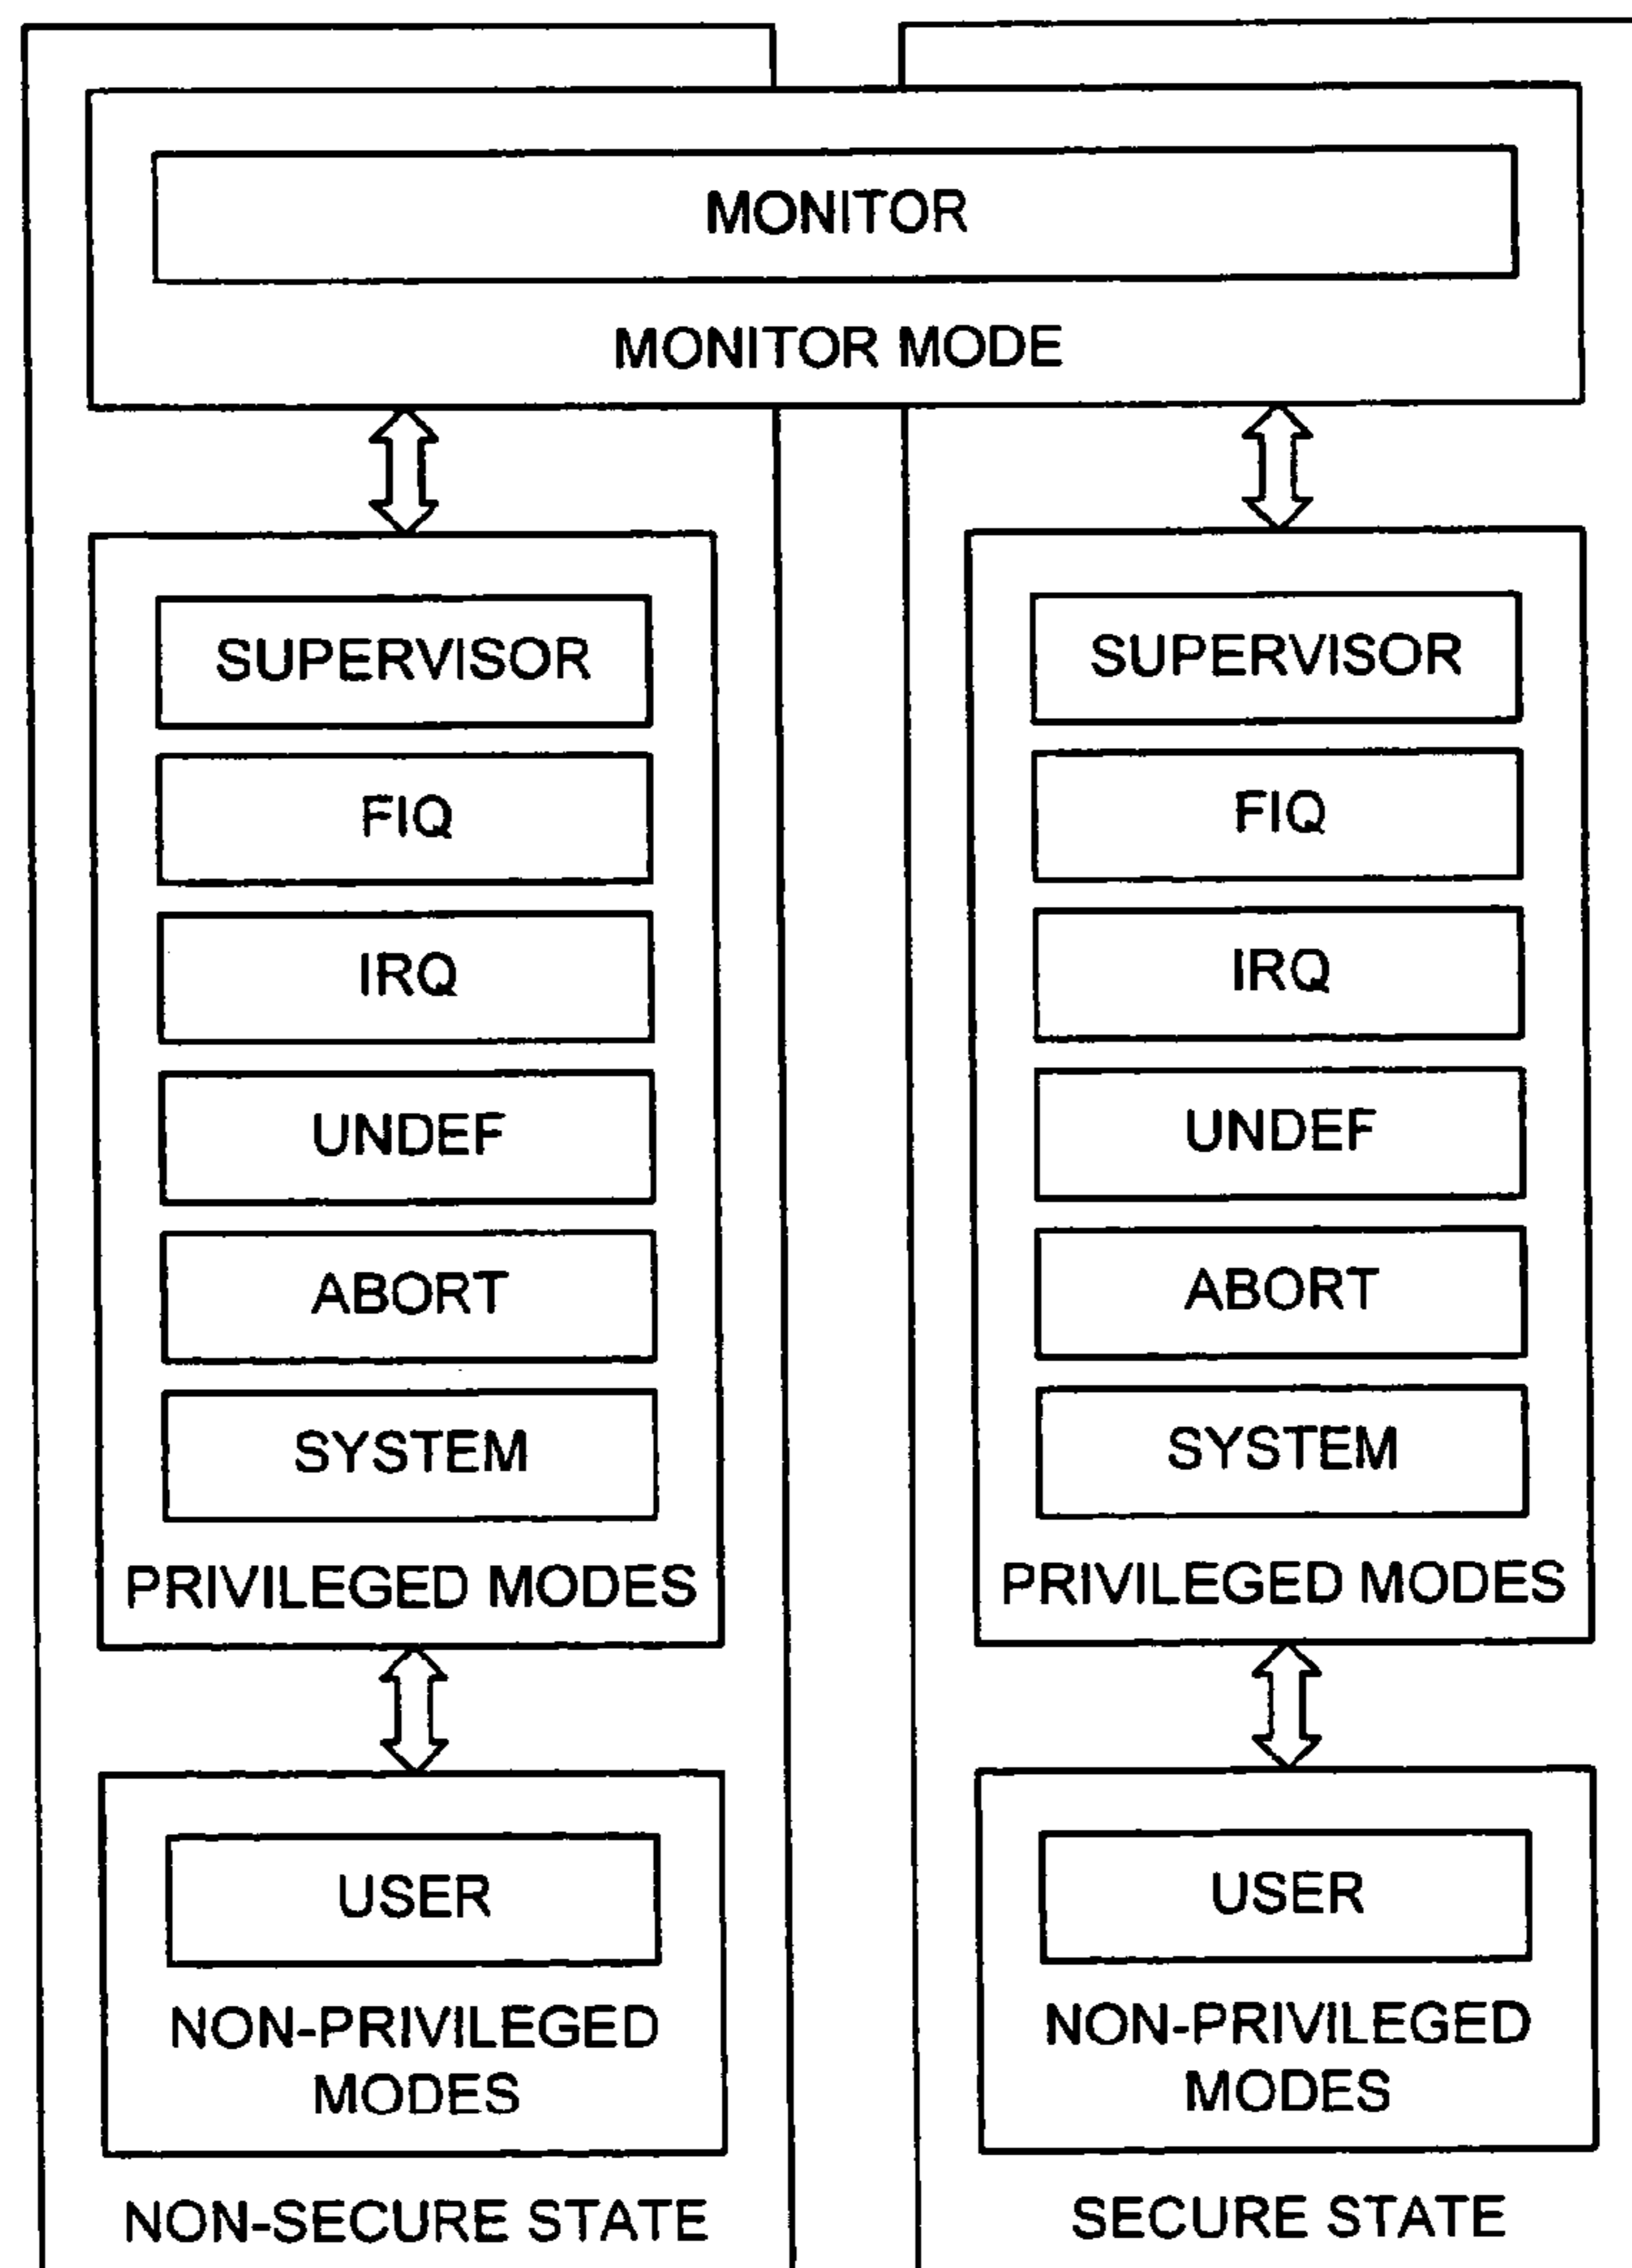 MONITOR
MONITOR MODE
SUPERVISOR
FIQ
IRQ
UNDEF
ABORT
SYSTEM
PRIVILEGED MODES
USER
NON-PRIVILEGED
MODES
NON-SECURE STATE
SUPERVISOR
FIQ
IRQ
UNDEF
ABORT
SYSTEM
PRIVILEGED MODES
USER
NON-PRIVILEGED
MODES
SECURE STATE